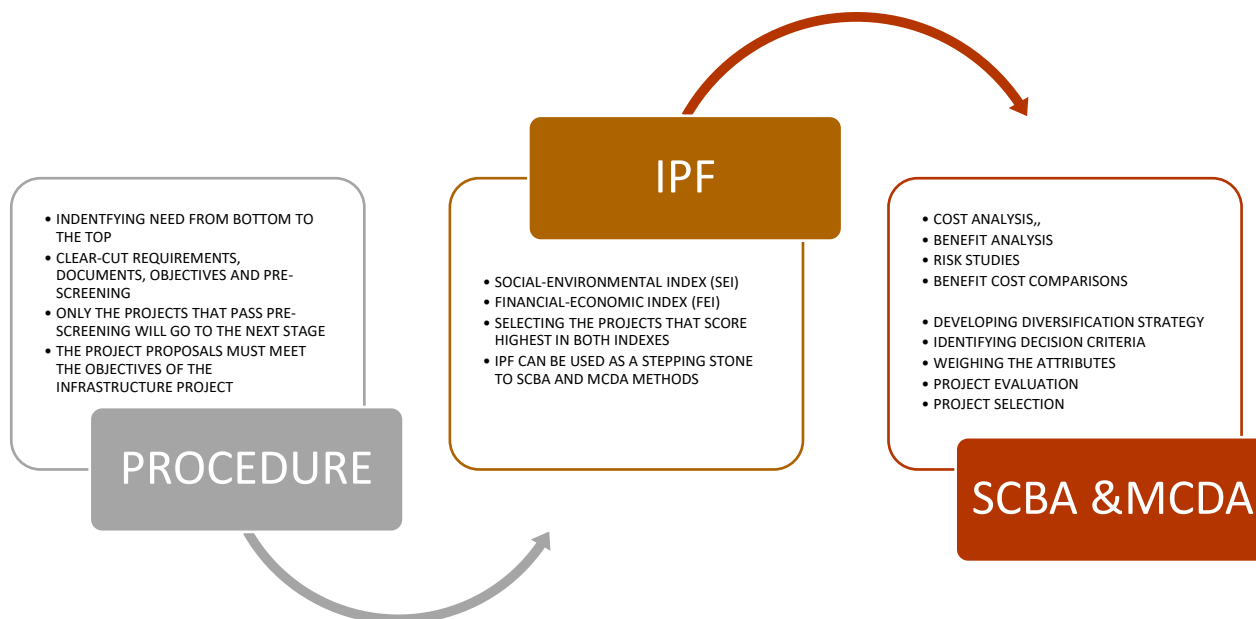 • INDENTFYING NEED FROM BOTTOM TO
THE TOP
• CLEAR-CUT REQUIREMENTS,
DOCUMENTS, OBJECTIVES AND PRE-
SCREENING
• ONLY THE PROJECTS THAT PASS PRE-
SCREENING WILL GO TO THE NEXT STAGE
• THE PROJECT PROPOSALS MUST MEET
THE OBJECTIVES OF THE
INFRASTRUCTURE PROJECT
PROCEDURE
IPF
• SOCIAL-ENVIRONMENTAL INDEX (SEI)
• FINANCIAL-ECONOMIC INDEX (FEI)
• SELECTING THE PROJECTS THAT SCORE
HIGHEST IN BOTH INDEXES
• IPF CAN BE USED AS A STEPPING STONE
TO SCBA AND MCDA METHODS
• COST ANALYSIS,,
• BENEFIT ANALYSIS
• RISK STUDIES
• BENEFIT COST COMPARISONS
• DEVELOPING DIVERSIFICATION STRATEGY
• IDENTIFYING DECISION CRITERIA
• WEIGHING THE ATTRIBUTES
• PROJECT EVALUATION
• PROJECT SELECTION
SCBA &MCDA